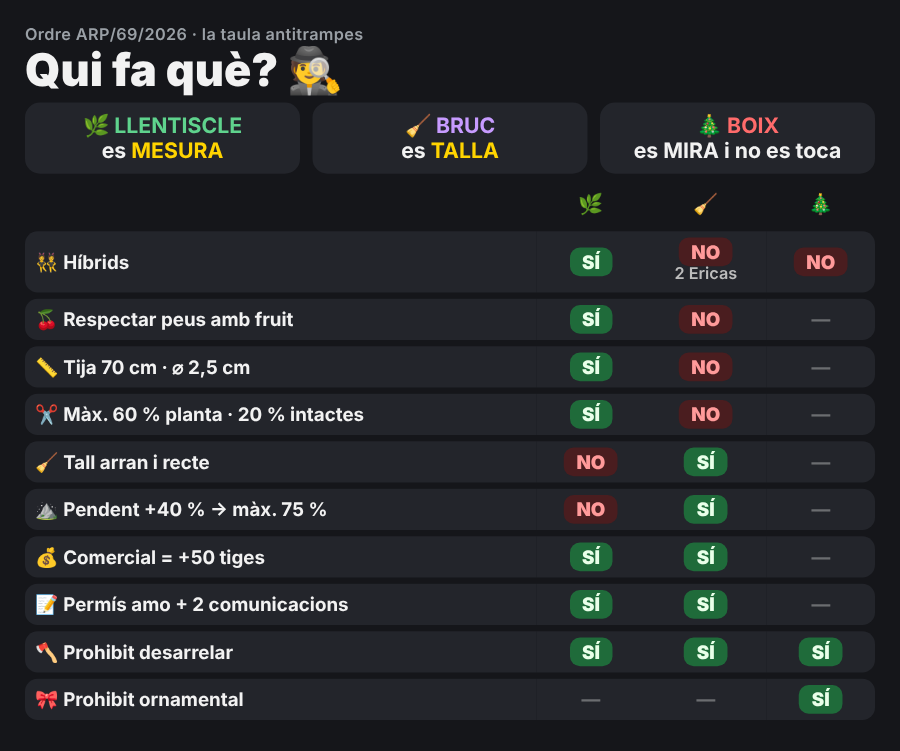 Ordre ARP/69/2026 · la taula antitrampes
Qui fa què? 🕵️
🌿 LLENTISCLE
es MESURA
🧹 BRUC
es TALLA
🎄 BOIX
es MIRA i no es toca
🌿 🧹 🎄
👯 Híbrids SÍ NO 2 Ericas NO
🍒 Respectar peus amb fruit SÍ NO —
📏 Tija 70 cm · ⌀ 2,5 cm SÍ NO —
✂️ Màx. 60 % planta · 20 % intactes SÍ NO —
🧹 Tall arran i recte NO SÍ —
⛰️ Pendent +40 % → màx. 75 % NO SÍ —
💰 Comercial = +50 tiges SÍ SÍ —
📝 Permís amo + 2 comunicacions SÍ SÍ —
🪓 Prohibit desarrelar SÍ SÍ SÍ
🎀 Prohibit ornamental — — SÍ